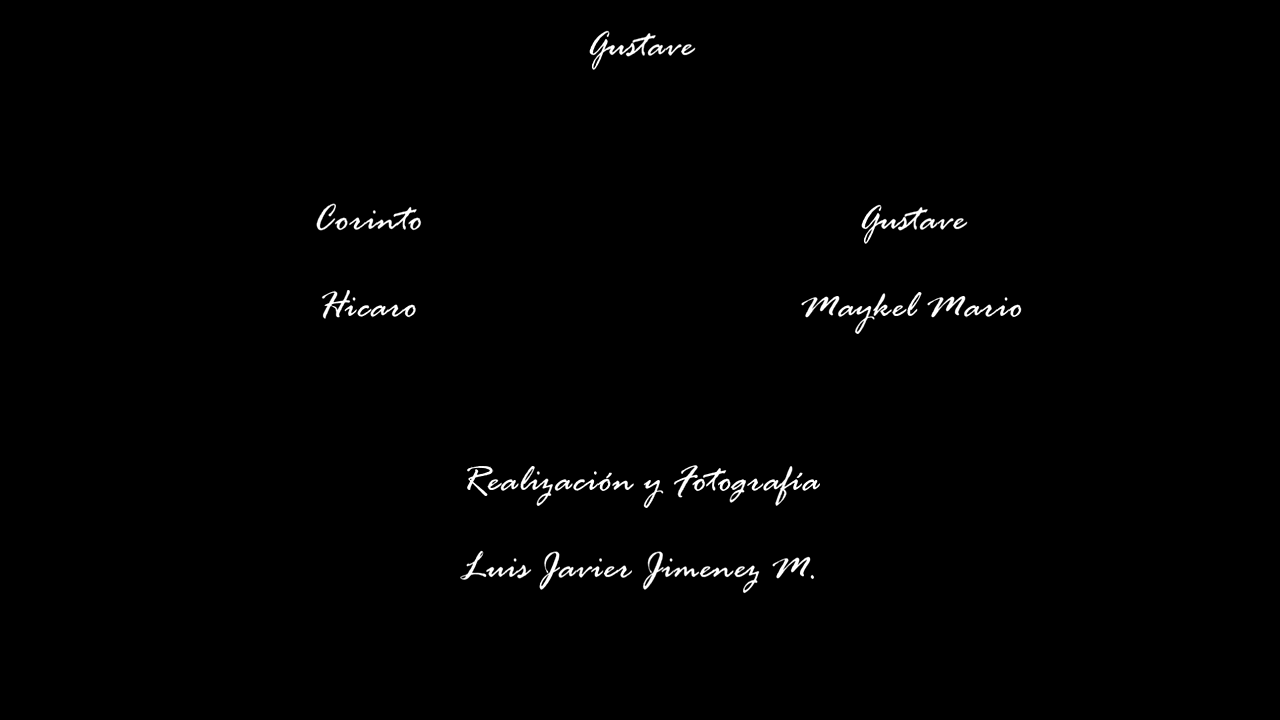 Gustave
Corinto
Gustave
Hicaro
Maykel Mario
Realización y Fotografía
Luis Javier Jimenez M.